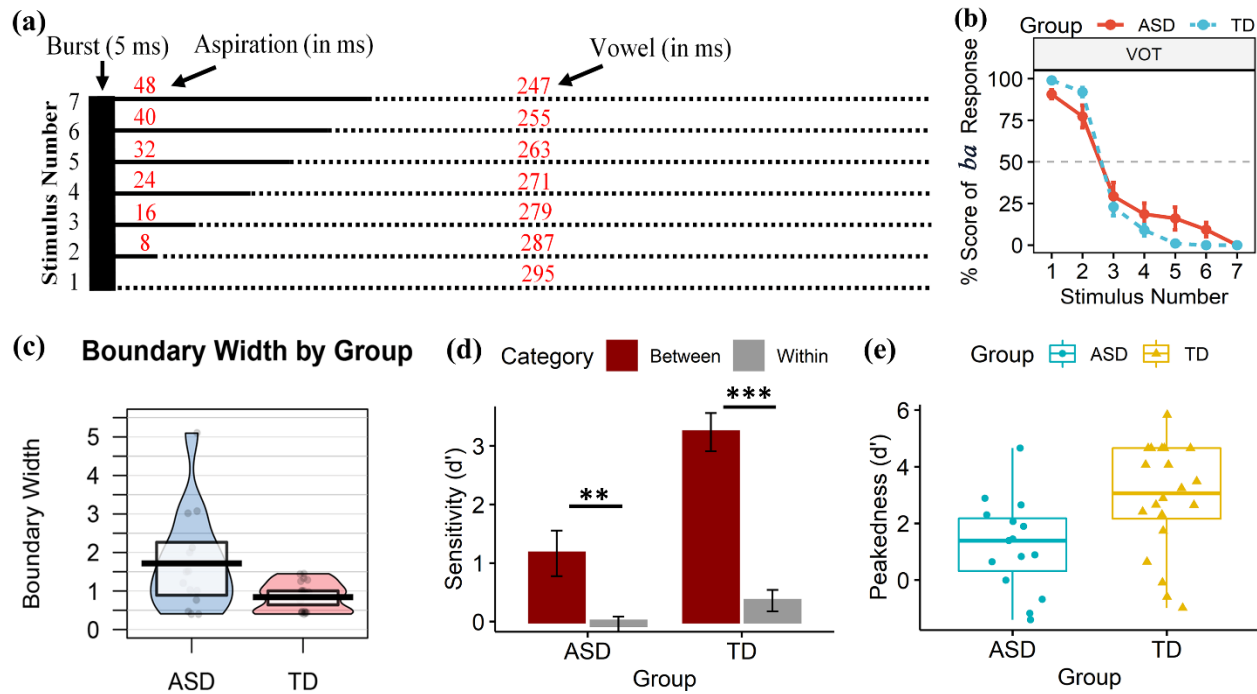 (a)
Burst (5 ms)
Aspiration (in ms)
Vowel (in ms)
Stimulus Number
7 48 247
6 40 255
5 32 263
4 24 271
3 16 279
2 8 287
1 295
(b)
Group ASD TD
VOT
% Score of ba Response
100
75
50
25
0
1 2 3 4 5 6 7
Stimulus Number
(c) Boundary Width by Group
Boundary Width
5
4
3
2
1
0
ASD TD
(d) Category Between Within
Sensitivity (d')
3
2
1
0
** ***
ASD TD
Group
(e) Group ASD TD
Peakedness (d')
6
4
2
0
ASD TD
Group